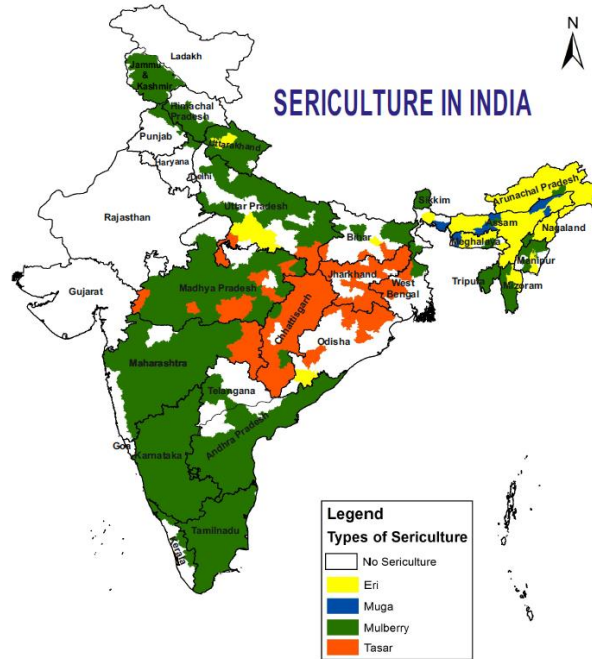 N
SERICULTURE IN INDIA
Ladakh
Jammu
&
Kashmir
Himachal
Pradesh
Punjab
Uttarakhand
Haryana
Delhi
Rajasthan
Uttar Pradesh
Sikkim
Arunachal Pradesh
Assam
Nagaland
Meghalaya
Manipur
Bihar
Tripura
Mizoram
Gujarat
Madhya Pradesh
Jharkhand
West
Bengal
Chhattisgarh
Odisha
Maharashtra
Telangana
Andhra Pradesh
Goa
Karnataka
Tamilnadu
Kerala
Legend
Types of Sericulture
No Sericulture
Eri
Muga
Mulberry
Tasar